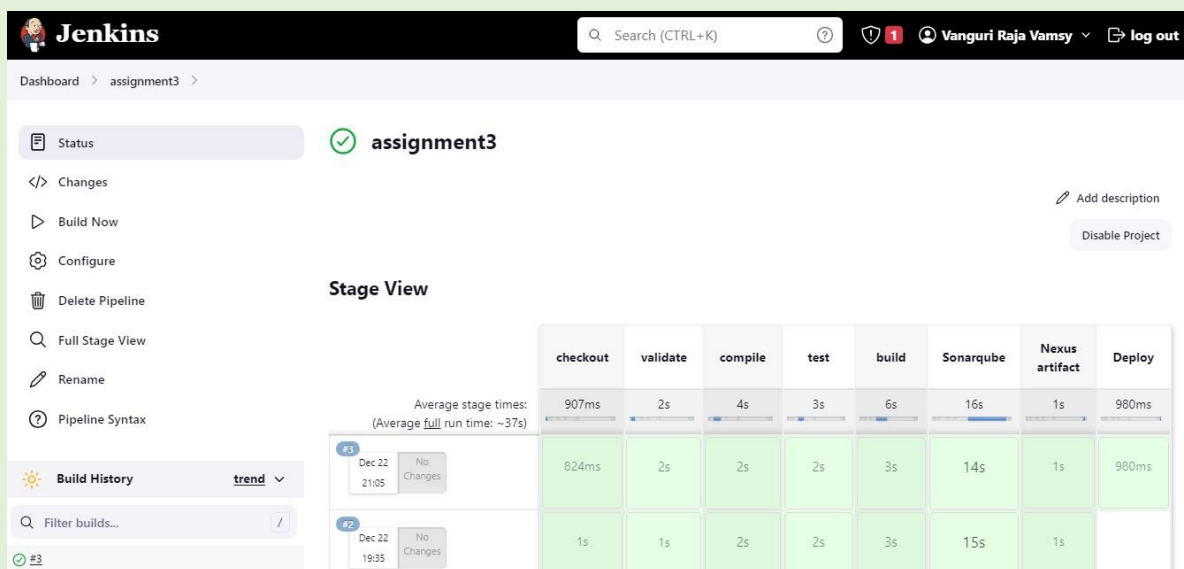 Jenkins
Search (CTRL+K)
?
1
Vanguri Raja Vamsy
log out
Dashboard > assignment3 >
Status
Changes
Build Now
Configure
Delete Pipeline
Full Stage View
Rename
Pipeline Syntax
Build History trend
Filter builds... /
#3
assignment3
Add description
Disable Project
Stage View
checkout validate compile test build Sonarqube Nexus artifact Deploy
Average stage times: 907ms 2s 4s 3s 6s 16s 1s 980ms
(Average full run time: ~37s)
#3
Dec 22 No
21:05 Changes
824ms 2s 2s 2s 3s 14s 1s 980ms
#2
Dec 22 No
19:35 Changes
1s 1s 2s 2s 3s 15s 1s